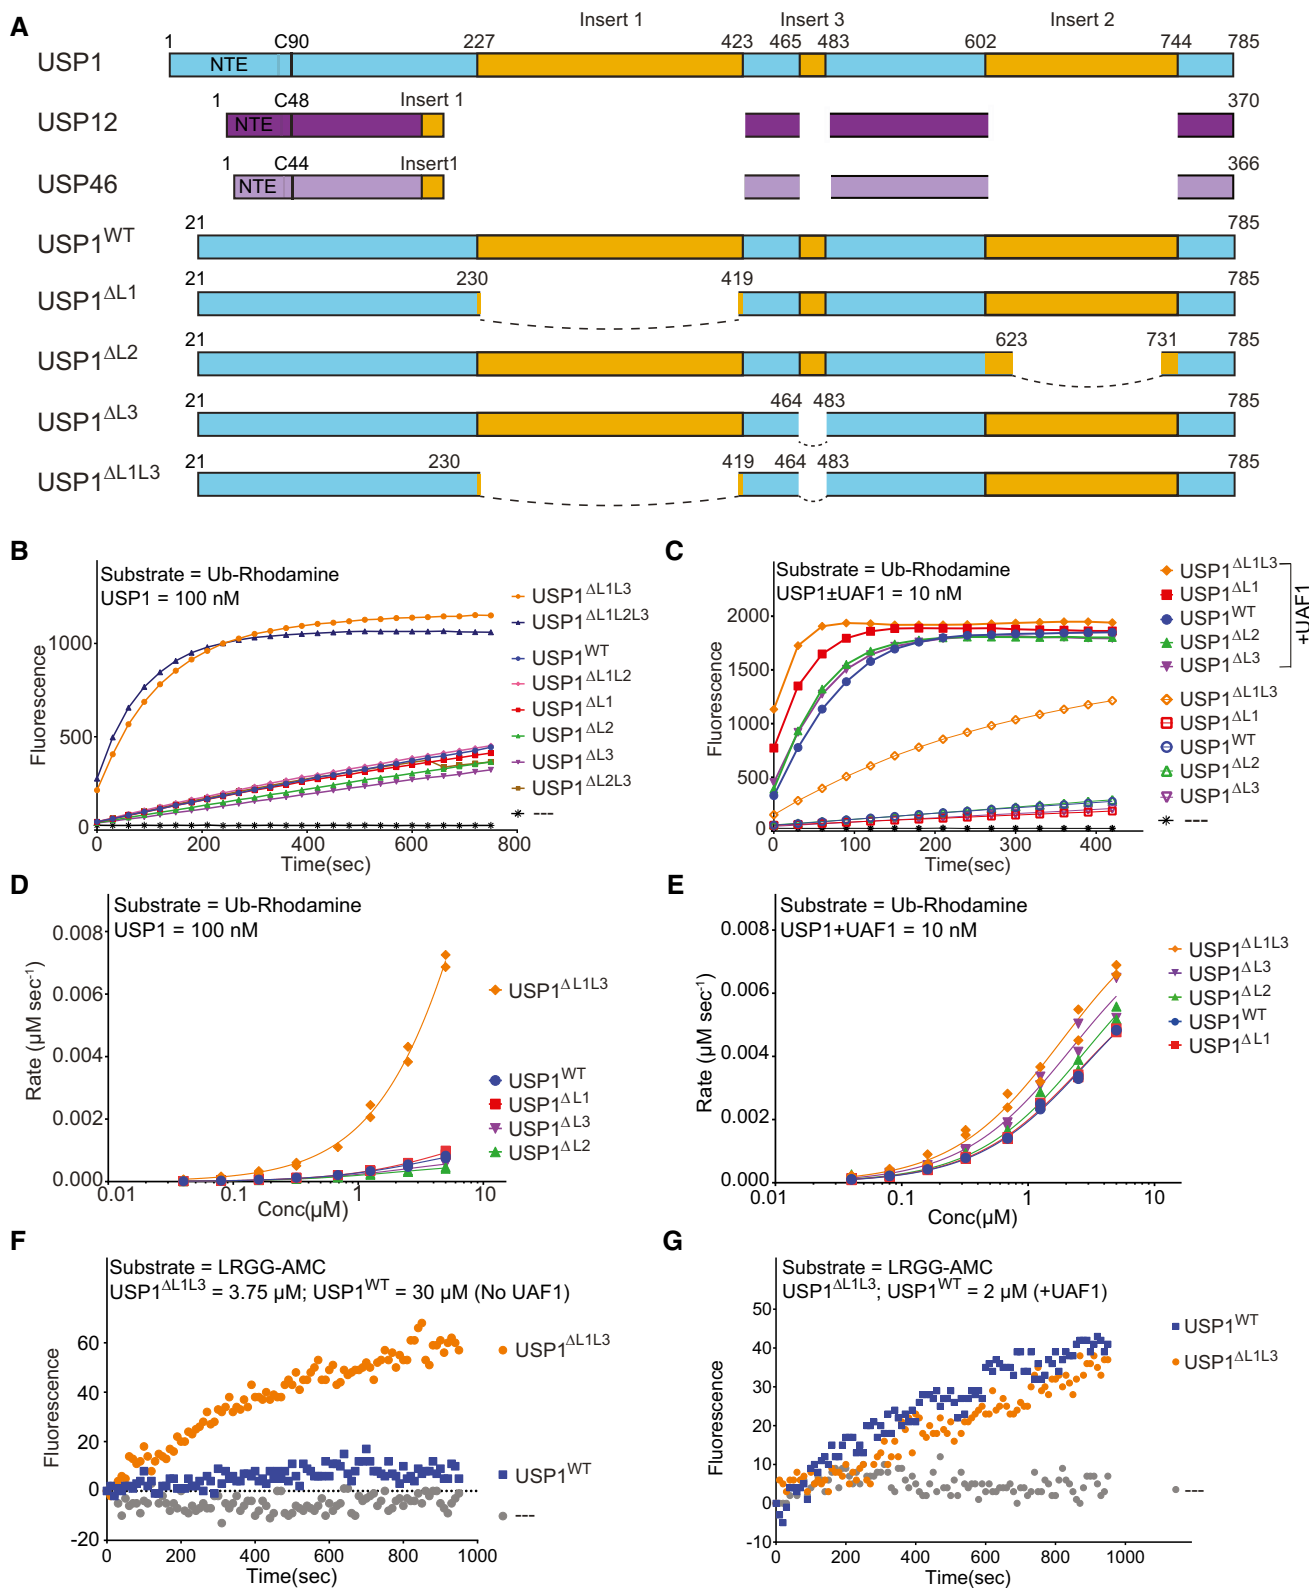 A
Insert 1 Insert 3 Insert 2
1 C90 227 423 465 483 602 744 785
USP1 NTE
1 C48 Insert 1 370
USP12 NTE
1 C44 Insert1 366
USP46 NTE
21 785
USP1WT
21 230 419 785
USP1ΔL1
21 623 731 785
USP1ΔL2
21 464 483 785
USP1ΔL3
21 230 419 464 483 785
USP1ΔL1L3
B
Substrate = Ub-Rhodamine
USP1 = 100 nM
Fluorescence
1000
500
0
0 200 400 600 800
Time(sec)
USP1ΔL1L3
USP1ΔL1L2L3
USP1WT
USP1ΔL1L2
USP1ΔL1
USP1ΔL2
USP1ΔL3
USP1ΔL2L3
---
C
Substrate = Ub-Rhodamine
USP1±UAF1 = 10 nM
Fluorescence
2000
1500
1000
500
0
0 100 200 300 400
Time(sec)
USP1ΔL1L3
USP1ΔL1
USP1WT
USP1ΔL2
USP1ΔL3
+UAF1
USP1ΔL1L3
USP1ΔL1
USP1WT
USP1ΔL2
USP1ΔL3
---
D
Substrate = Ub-Rhodamine
USP1 = 100 nM
Rate (µM sec-1)
0.008
0.006
0.004
0.002
0.000
0.01 0.1 1 10
Conc(µM)
USP1ΔL1L3
USP1WT
USP1ΔL1
USP1ΔL3
USP1ΔL2
E
Substrate = Ub-Rhodamine
USP1+UAF1 = 10 nM
Rate (µM sec-1)
0.008
0.006
0.004
0.002
0.000
0.01 0.1 1 10
Conc(µM)
USP1ΔL1L3
USP1ΔL3
USP1ΔL2
USP1WT
USP1ΔL1
F
Substrate = LRGG-AMC
USP1ΔL1L3 = 3.75 µM; USP1WT = 30 µM (No UAF1)
Fluorescence
60
40
20
0
-20
0 200 400 600 800 1000
Time(sec)
USP1ΔL1L3
USP1WT
---
G
Substrate = LRGG-AMC
USP1ΔL1L3; USP1WT = 2 µM (+UAF1)
Fluorescence
50
40
30
20
10
0
-10
0 200 400 600 800 1000
Time(sec)
USP1WT
USP1ΔL1L3
---